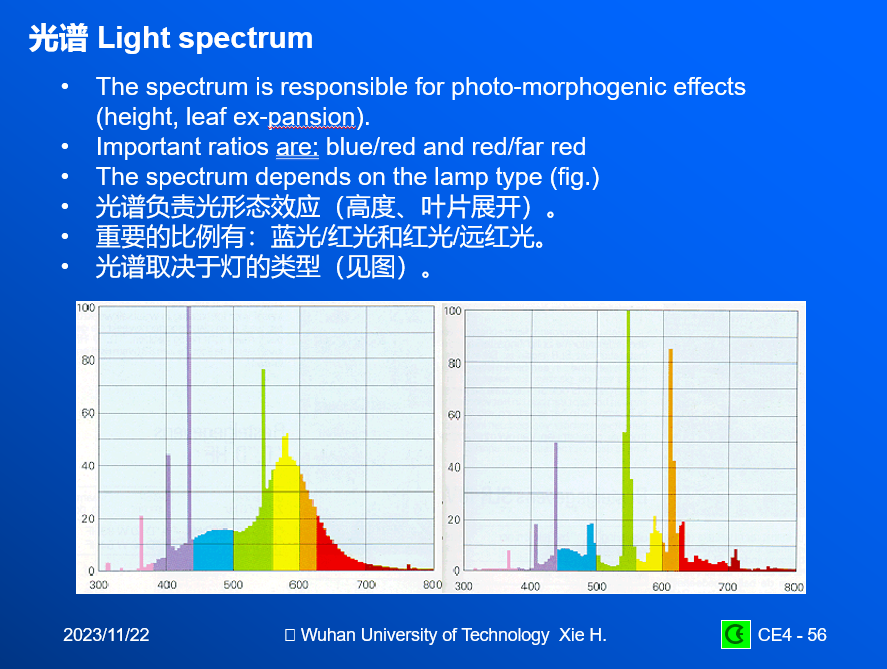 光谱 Light spectrum
• The spectrum is responsible for photo-morphogenic effects
(height, leaf ex-pansion).
• Important ratios are: blue/red and red/far red
• The spectrum depends on the lamp type (fig.)
• 光谱负责光形态效应（高度、叶片展开）。
• 重要的比例有：蓝光/红光和红光/远红光。
• 光谱取决于灯的类型（见图）。
100
80
60
40
20
0
300 400 500 600 700 800
100
80
60
40
20
0
300 400 500 600 700 800
2023/11/22
Wuhan University of Technology Xie H.
CE4 - 56